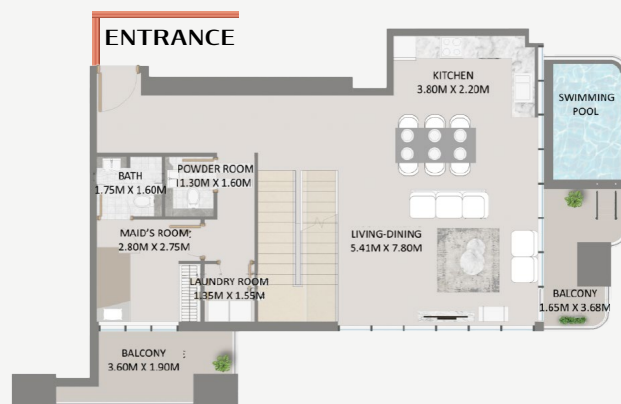 ENTRANCE
KITCHEN
3.80M X 2.20M
SWIMMING
POOL
BATH
1.75M X 1.60M
POWDER ROOM
1.30M X 1.60M
MAID'S ROOM
2.80M X 2.75M
LIVING-DINING
5.41M X 7.80M
LAUNDRY ROOM
1.35M X 1.55M
BALCONY
1.65M X 3.68M
BALCONY
3.60M X 1.90M